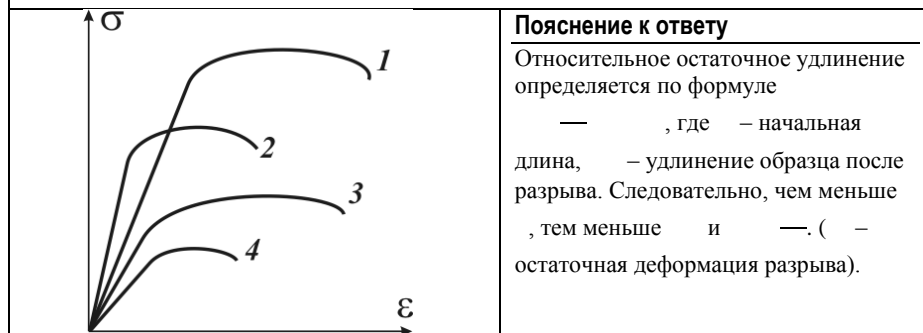 σ
1
2
3
4
ε
Пояснение к ответу
Относительное остаточное удлинение
определяется по формуле
— , где – начальная
длина, – удлинение образца после
разрыва. Следовательно, чем меньше
, тем меньше и —. ( –
остаточная деформация разрыва).